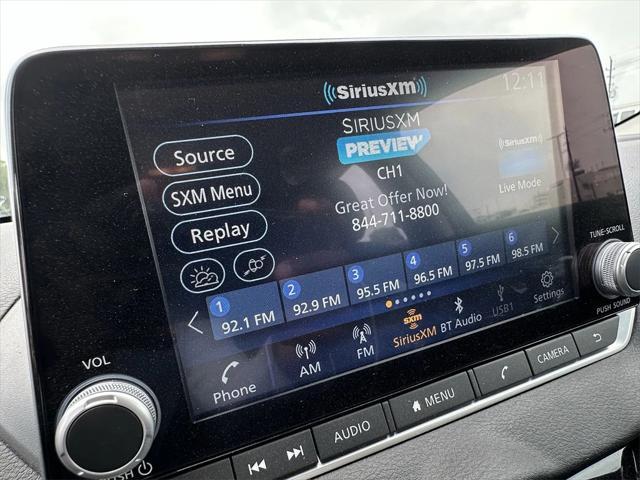 SiriusXM
12:11
SIRIUSXM
PREVIEW
CH1
Great Offer Now!
844-711-8800
Source
SXM Menu
Replay
SiriusXM
Live Mode
1 92.1 FM
2 92.9 FM
3 95.5 FM
4 96.5 FM
5 97.5 FM
6 98.5 FM
Phone
AM
FM
sxm
SiriusXM
BT Audio
USB1
Settings
TUNE·SCROLL
PUSH SOUND
VOL
PUSH
AUDIO
MENU
CAMERA